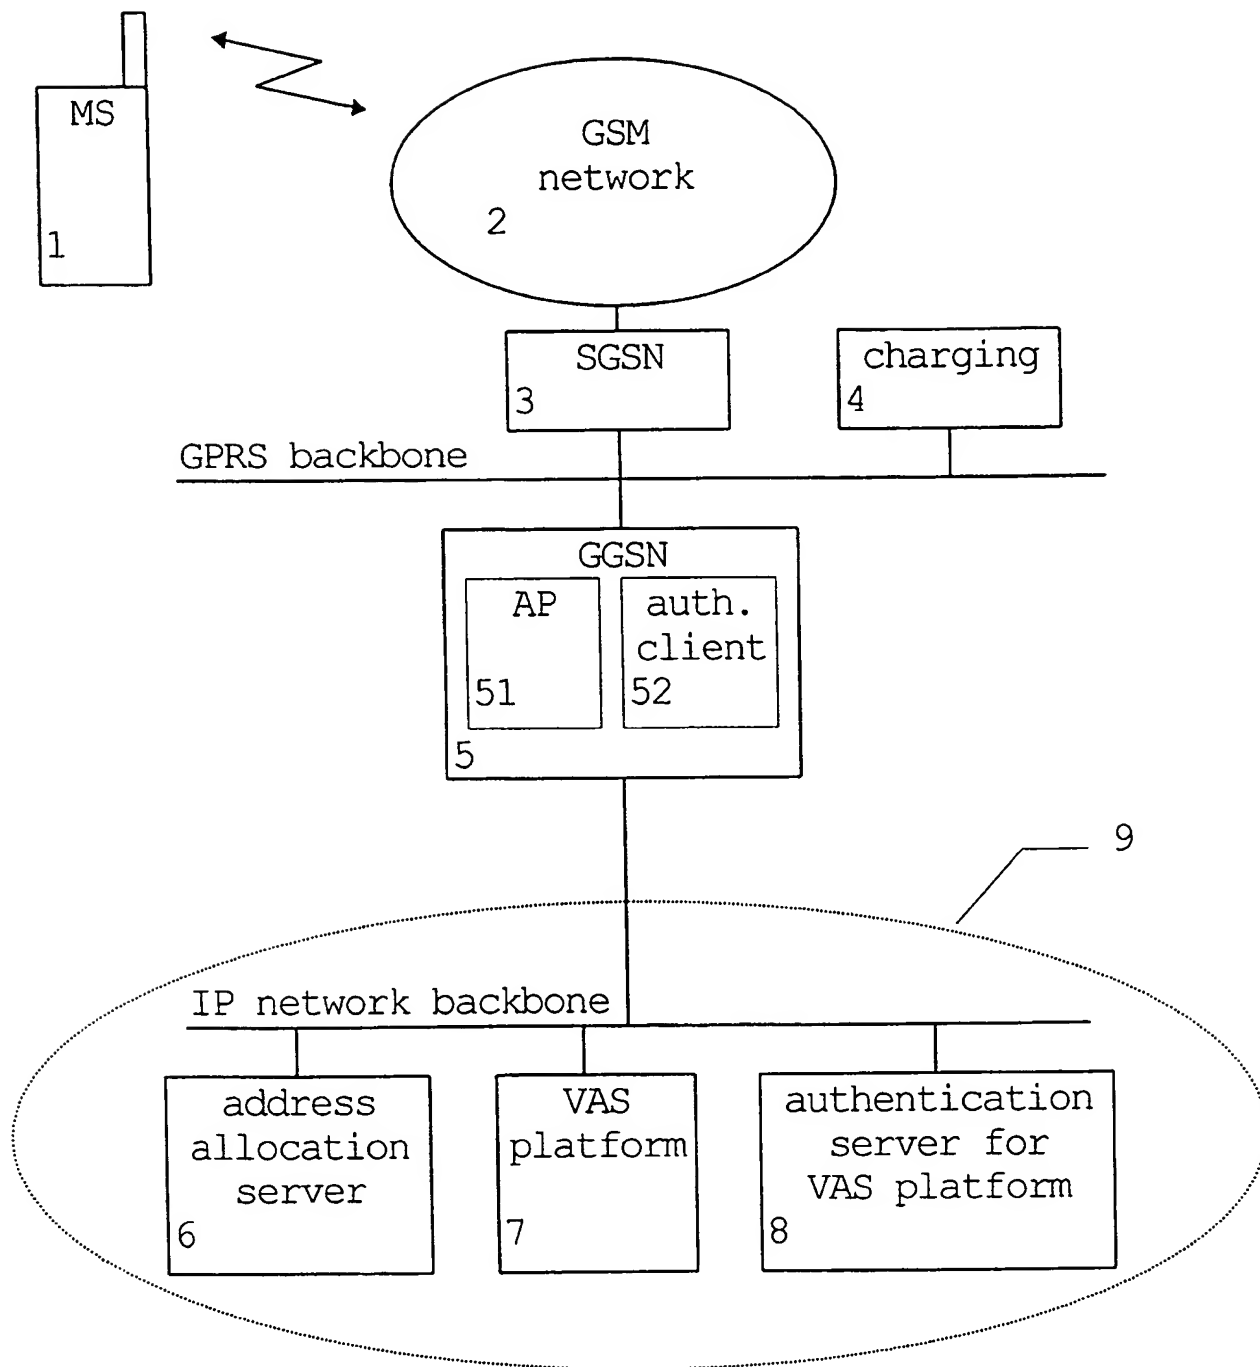 MS
1
GSM
network
2
SGSN
3
charging
4
GPRS backbone
GGSN
AP
51
auth.
client
52
5
9
IP network backbone
address
allocation
server
6
VAS
platform
7
authentication
server for
VAS platform
8